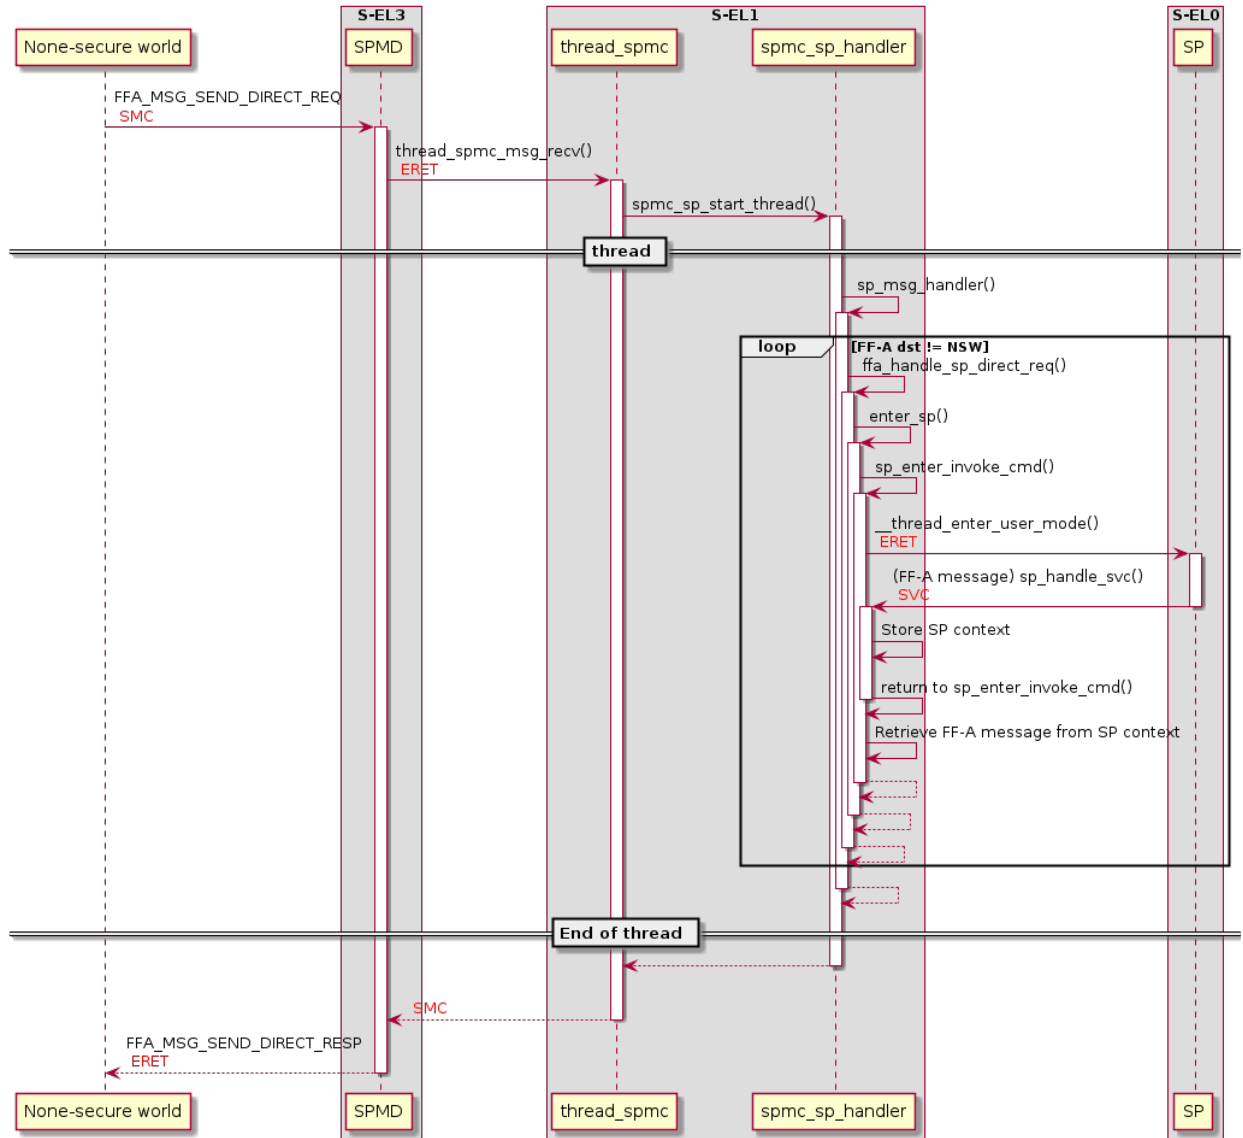 S-EL3
S-EL1
S-EL0
None-secure world
SPMD
thread_spmc
spmc_sp_handler
SP
FFA_MSG_SEND_DIRECT_REQ
SMC
thread_spmc_msg_recv()
ERET
spmc_sp_start_thread()
thread
sp_msg_handler()
loop
[FF-A dst != NSW]
ffa_handle_sp_direct_req()
enter_sp()
sp_enter_invoke_cmd()
__thread_enter_user_mode()
ERET
(FF-A message) sp_handle_svc()
SVC
Store SP context
return to sp_enter_invoke_cmd()
Retrieve FF-A message from SP context
End of thread
SMC
FFA_MSG_SEND_DIRECT_RESP
ERET
None-secure world
SPMD
thread_spmc
spmc_sp_handler
SP